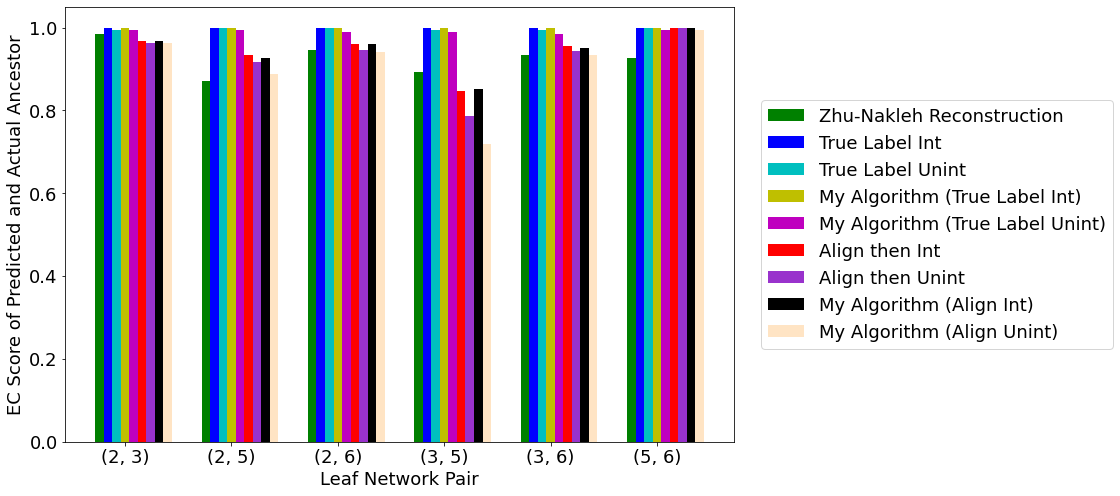 EC Score of Predicted and Actual Ancestor
1.0
0.8
0.6
0.4
0.2
0.0
(2, 3) (2, 5) (2, 6) (3, 5) (3, 6) (5, 6)
Leaf Network Pair
Zhu-Nakleh Reconstruction
True Label Int
True Label Unint
My Algorithm (True Label Int)
My Algorithm (True Label Unint)
Align then Int
Align then Unint
My Algorithm (Align Int)
My Algorithm (Align Unint)